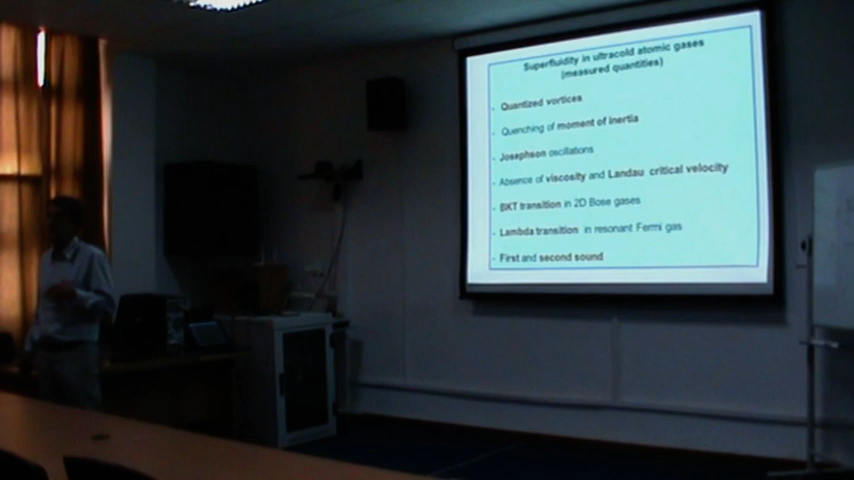 Superfluidity in ultracold atomic gases
(measured quantities)
- Quantized vortices
- Quenching of moment of inertia
- Josephson oscillations
- Absence of viscosity and Landau critical velocity
- BKT transition in 2D Bose gases
- Lambda transition in resonant Fermi gas
- First and second sound